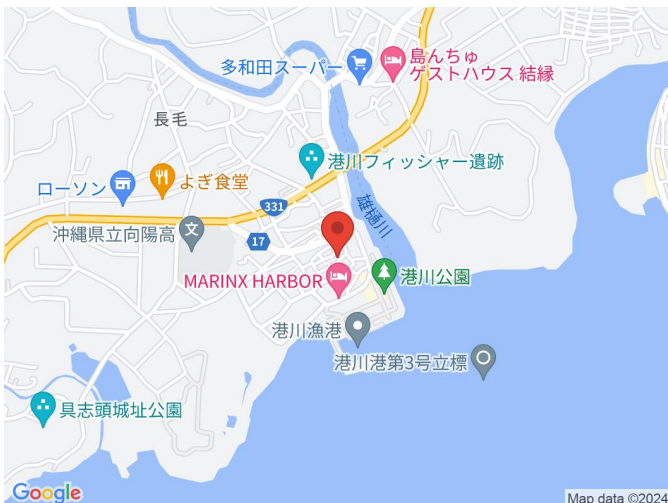 多和田スーパー
島んちゅ
ゲストハウス 結縁
長毛
港川フィッシャー遺跡
ローソン
よぎ食堂
331
雄樋川
沖縄県立向陽高
文
17
MARINX HARBOR
港川公園
港川漁港
港川港第3号立標
具志頭城址公園
Google
Map data ©2024